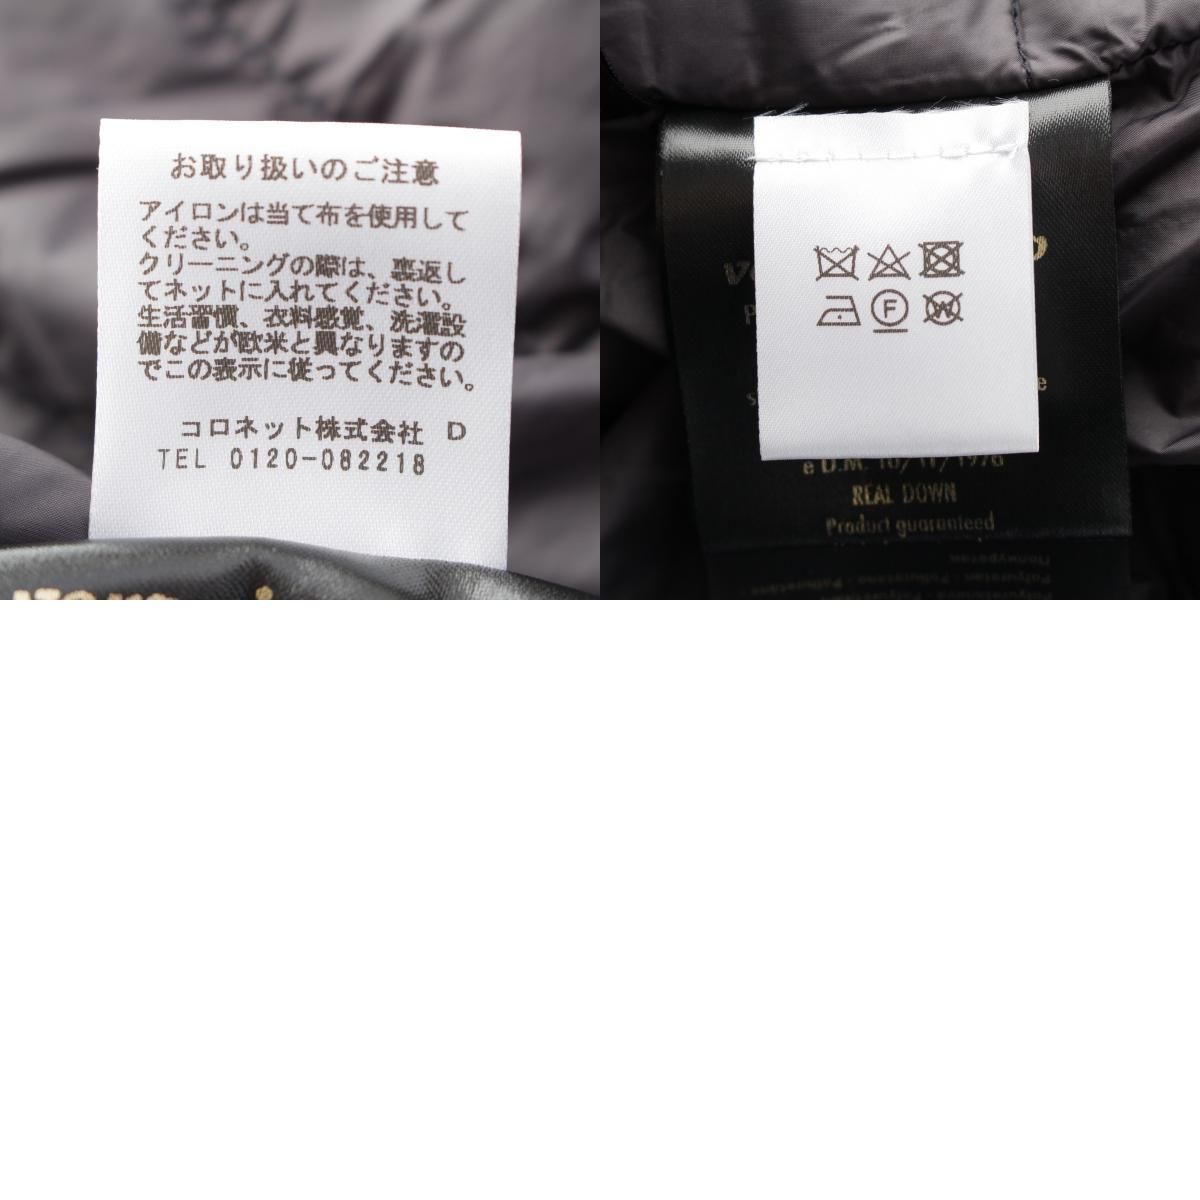 お取り扱いのご注意
アイロンは当て布を使用して
ください。
クリーニングの際は、裏返し
てネットに入れてください。
生活習慣、衣料感覚、洗濯設
備などが欧米と異なりますの
でこの表示に従ってください。
コロネット株式会社 D
TEL 0120-082218
F
W
e D.M. 10/11/1976
REAL DOWN
Product guaranteed